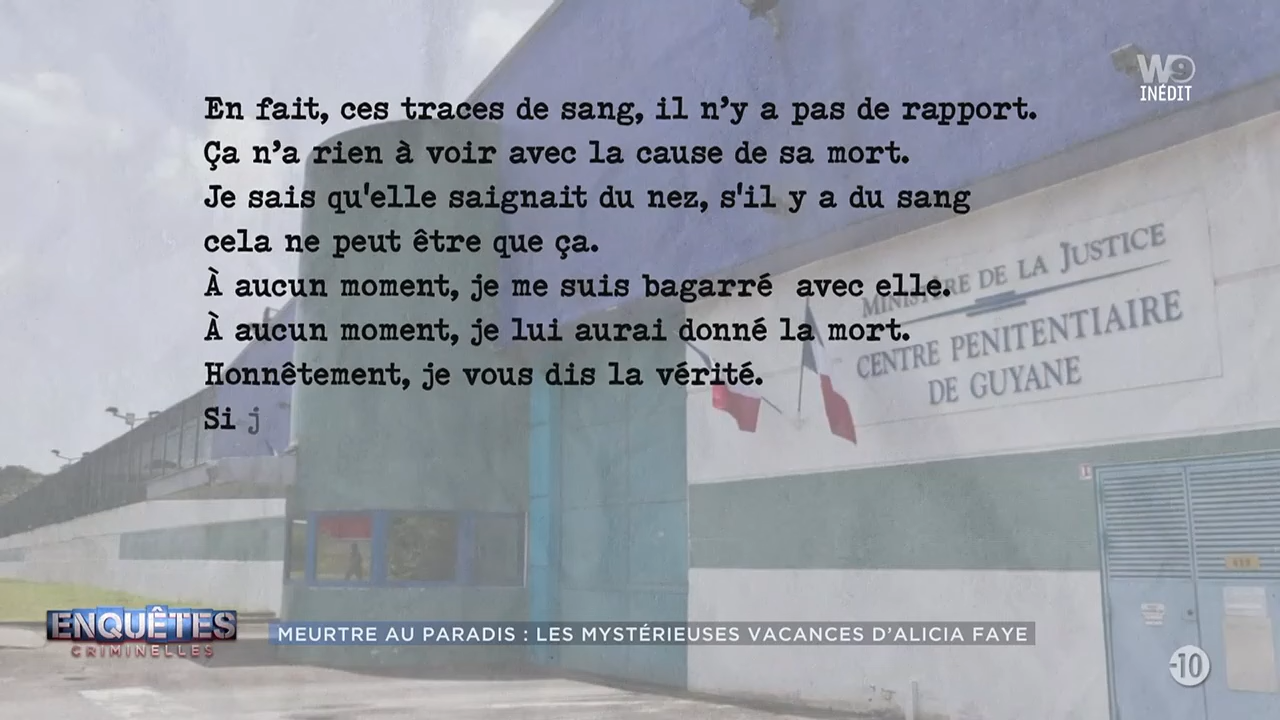 W9
INÉDIT
En fait, ces traces de sang, il n'y a pas de rapport.
Ça n'a rien à voir avec la cause de sa mort.
Je sais qu'elle saignait du nez, s'il y a du sang
cela ne peut être que ça.
À aucun moment, je me suis bagarré  avec elle.
À aucun moment, je lui aurai donné la mort.
Honnêtement, je vous dis la vérité.
Si j
MINISTÈRE DE LA JUSTICE
CENTRE PENITENTIAIRE
DE GUYANE
ENQUÊTES
CRIMINELLES
MEURTRE AU PARADIS : LES MYSTÉRIEUSES VACANCES D'ALICIA FAYE
-10